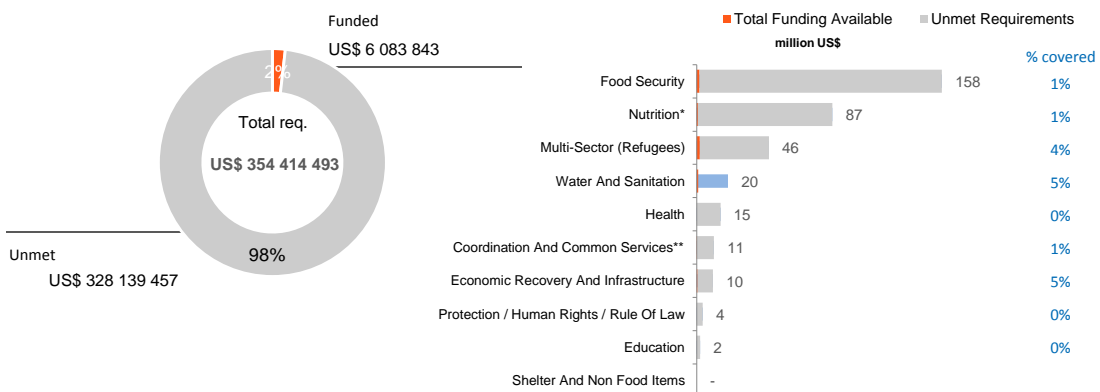 Funded
US$ 6 083 843
2%
Total req.
US$ 354 414 493
98%
Unmet
US$ 328 139 457
Total Funding Available Unmet Requirements
million US$
% covered
Food Security 158 1%
Nutrition* 87 1%
Multi-Sector (Refugees) 46 4%
Water And Sanitation 20 5%
Health 15 0%
Coordination And Common Services** 11 1%
Economic Recovery And Infrastructure 10 5%
Protection / Human Rights / Rule Of Law 4 0%
Education 2 0%
Shelter And Non Food Items -